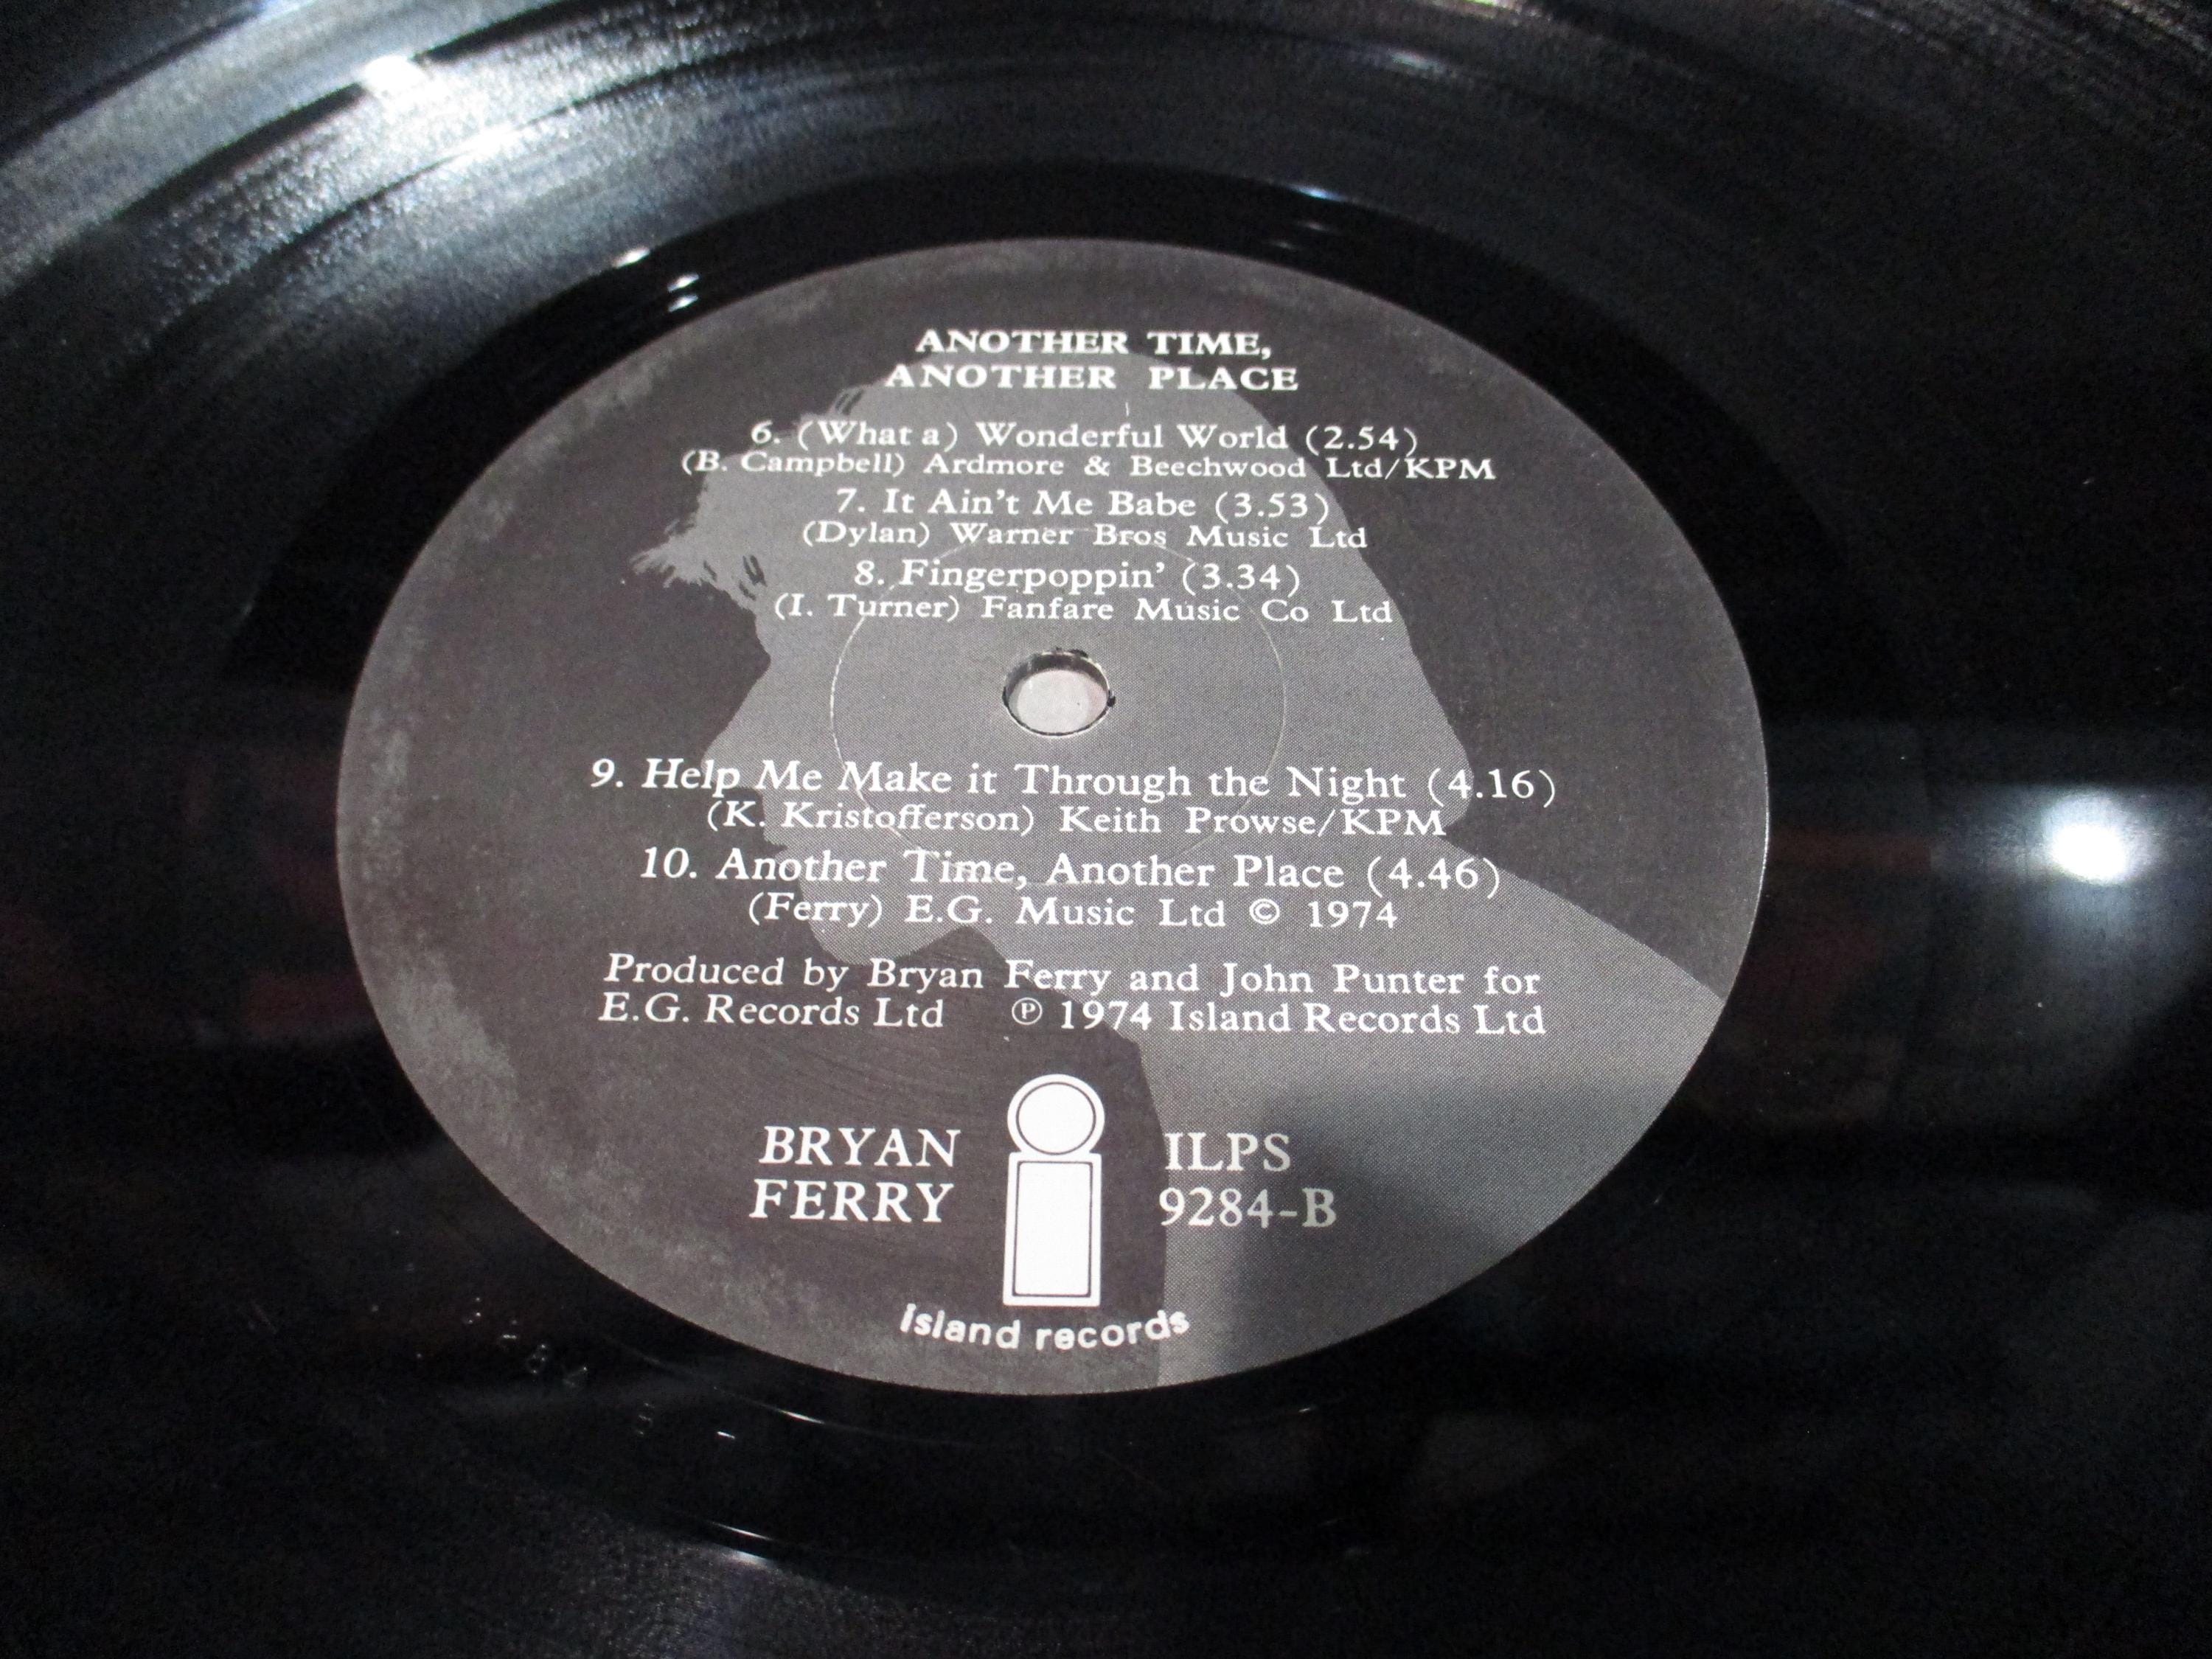 ANOTHER TIME,
ANOTHER PLACE
6. (What a) Wonderful World (2.54)
(B. Campbell) Ardmore & Beechwood Ltd/KPM
7. It Ain't Me Babe (3.53)
(Dylan) Warner Bros Music Ltd
8. Fingerpoppin' (3.34)
(I. Turner) Fanfare Music Co Ltd
9. Help Me Make it Through the Night (4.16)
(K. Kristofferson) Keith Prowse/KPM
10. Another Time, Another Place (4.46)
(Ferry) E.G. Music Ltd © 1974
Produced by Bryan Ferry and John Punter for
E.G. Records Ltd ℗ 1974 Island Records Ltd
BRYAN
FERRY
ILPS
9284-B
island records